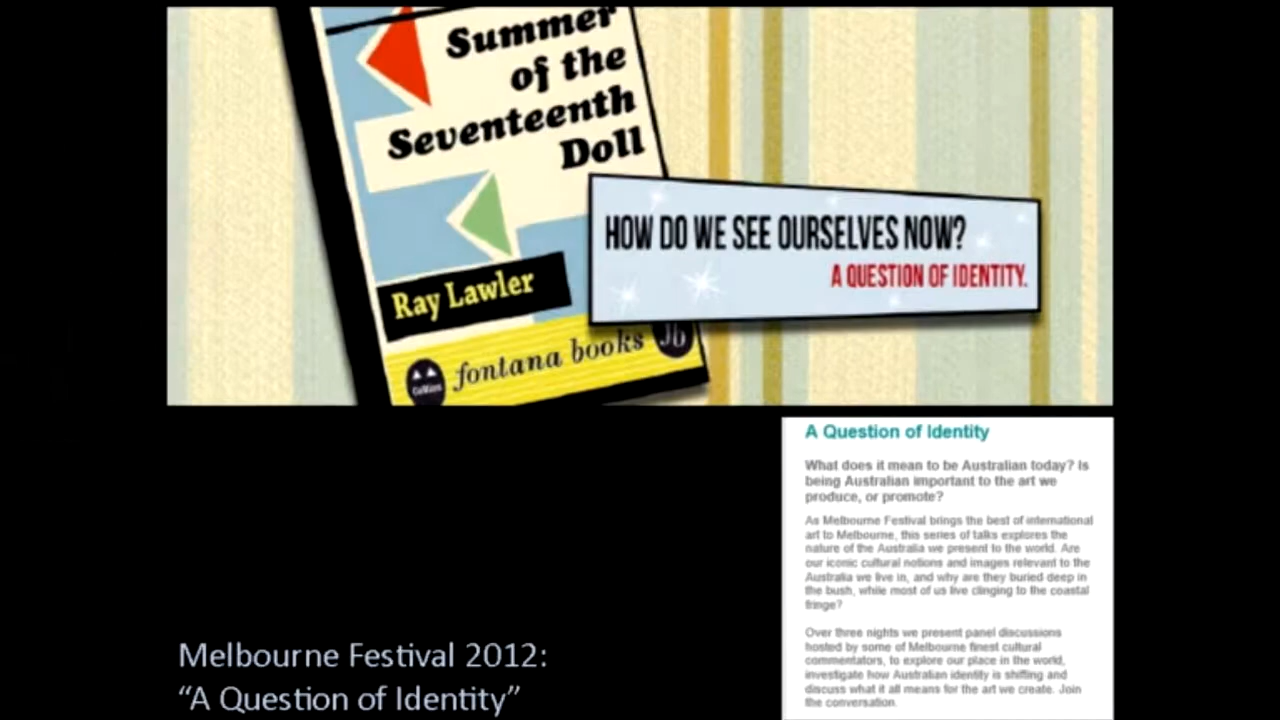 Summer
of the
Seventeenth
Doll
Ray Lawler
fontana books
HOW DO WE SEE OURSELVES NOW?
A QUESTION OF IDENTITY.
A Question of Identity
What does it mean to be Australian today? Is
being Australian important to the art we
produce, or promote?
As Melbourne Festival brings the best of international
art to Melbourne, this series of talks explores the
nature of the Australia we present to the world. Are
our iconic cultural notions and images relevant to the
Australia we live in, and why are they buried deep in
the bush, while most of us live clinging to the coastal
fringe?
Over three nights we present panel discussions
hosted by some of Melbourne finest cultural
commentators, to explore our place in the world,
investigate how Australian identity is shifting and
discuss what it all means for the art we create. Join
the conversation.
Melbourne Festival 2012:
“A Question of Identity”